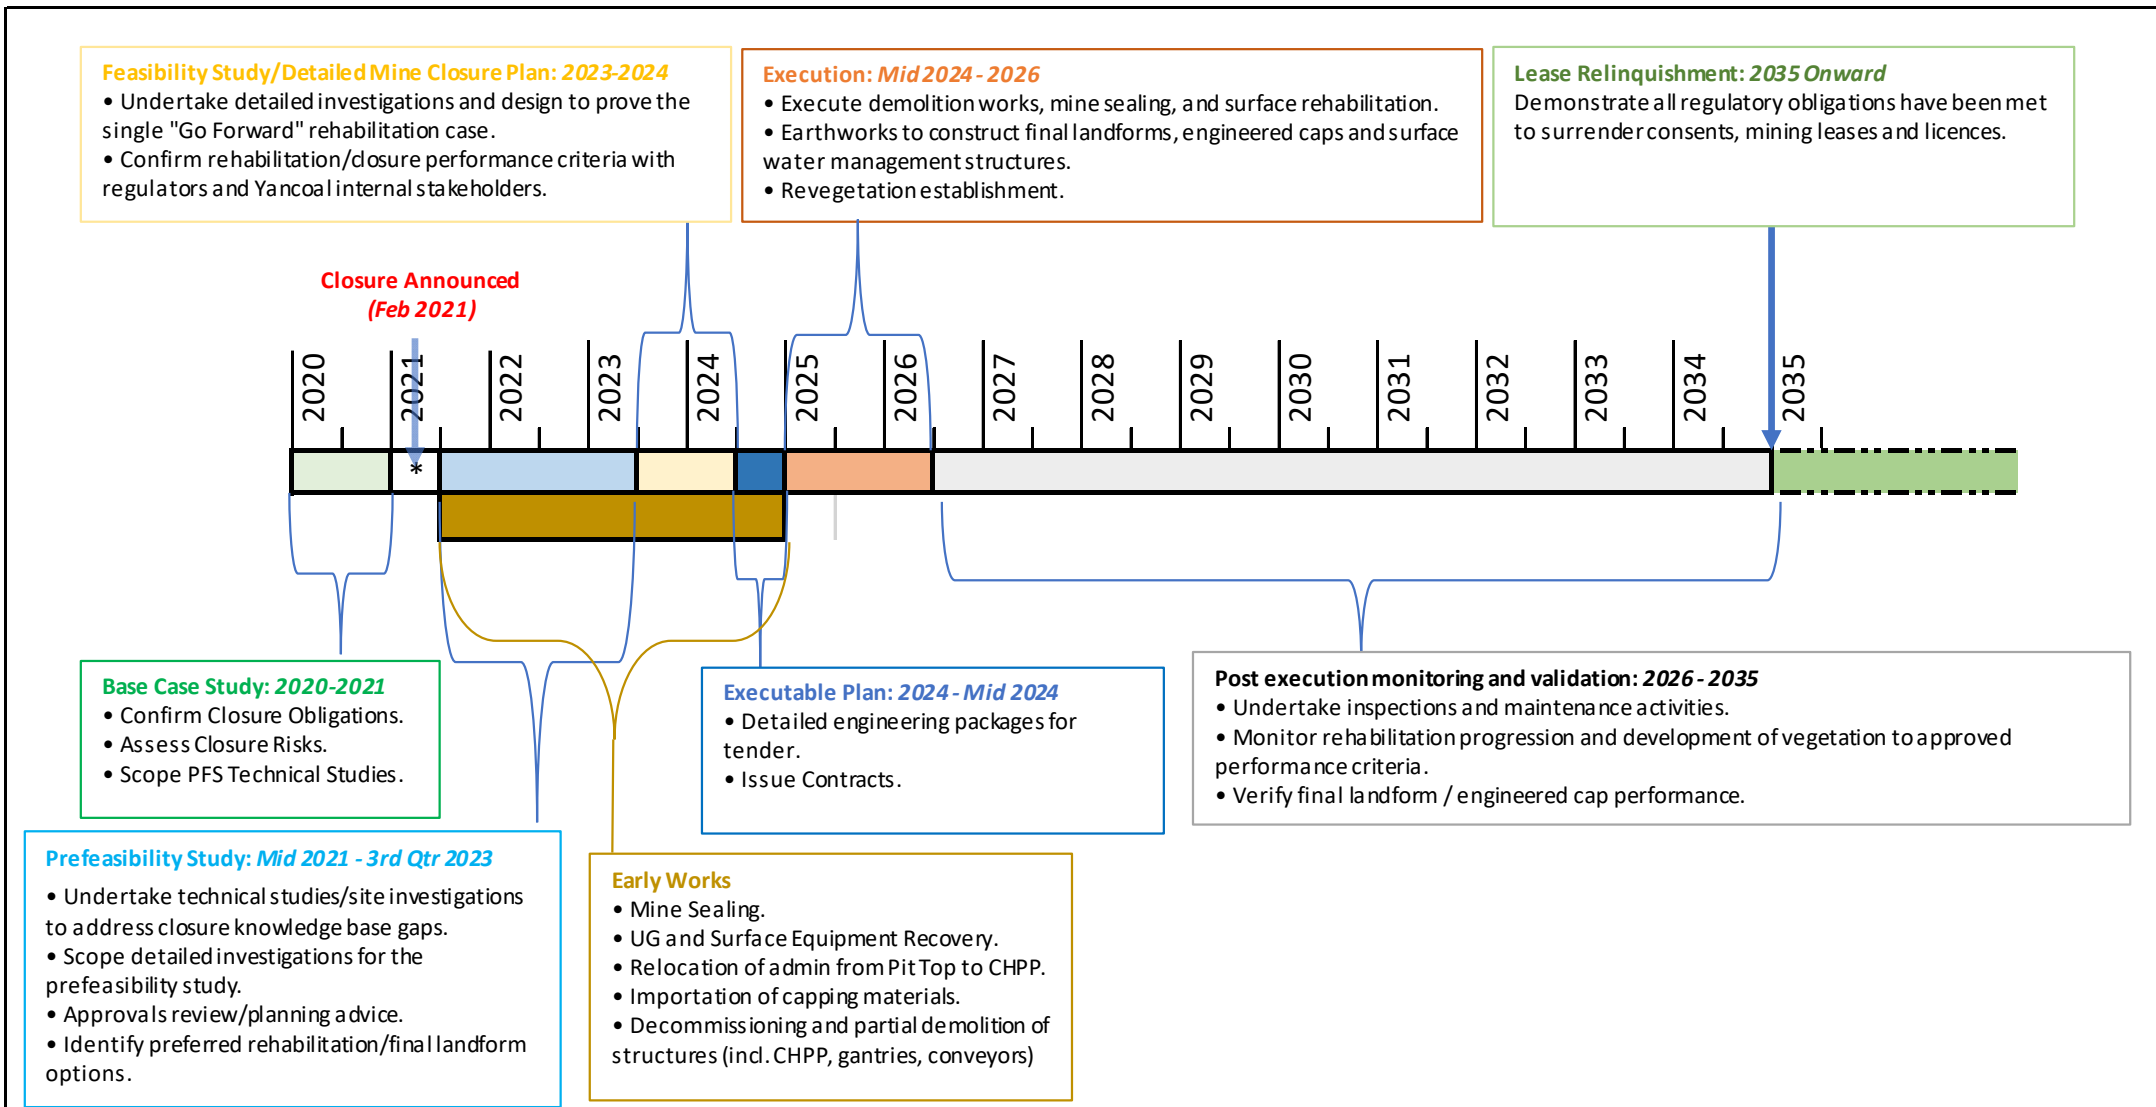 Feasibility Study/Detailed Mine Closure Plan: 2023-2024
• Undertake detailed investigations and design to prove the
single "Go Forward" rehabilitation case.
• Confirm rehabilitation/closure performance criteria with
regulators and Yancoal internal stakeholders.
Execution: Mid 2024 - 2026
• Execute demolition works, mine sealing, and surface rehabilitation.
• Earthworks to construct final landforms, engineered caps and surface
water management structures.
• Revegetation establishment.
Lease Relinquishment: 2035 Onward
Demonstrate all regulatory obligations have been met
to surrender consents, mining leases and licences.
Closure Announced
(Feb 2021)
2020
2021
2022
2023
2024
2025
2026
2027
2028
2029
2030
2031
2032
2033
2034
2035
*
Base Case Study: 2020-2021
• Confirm Closure Obligations.
• Assess Closure Risks.
• Scope PFS Technical Studies.
Prefeasibility Study: Mid 2021 - 3rd Qtr 2023
• Undertake technical studies/site investigations
to address closure knowledge base gaps.
• Scope detailed investigations for the
prefeasibility study.
• Approvals review/planning advice.
• Identify preferred rehabilitation/final landform
options.
Early Works
• Mine Sealing.
• UG and Surface Equipment Recovery.
• Relocation of admin from Pit Top to CHPP.
• Importation of capping materials.
• Decommissioning and partial demolition of
structures (incl. CHPP, gantries, conveyors)
Executable Plan: 2024 - Mid 2024
• Detailed engineering packages for
tender.
• Issue Contracts.
Post execution monitoring and validation: 2026 - 2035
• Undertake inspections and maintenance activities.
• Monitor rehabilitation progression and development of vegetation to approved
performance criteria.
• Verify final landform / engineered cap performance.